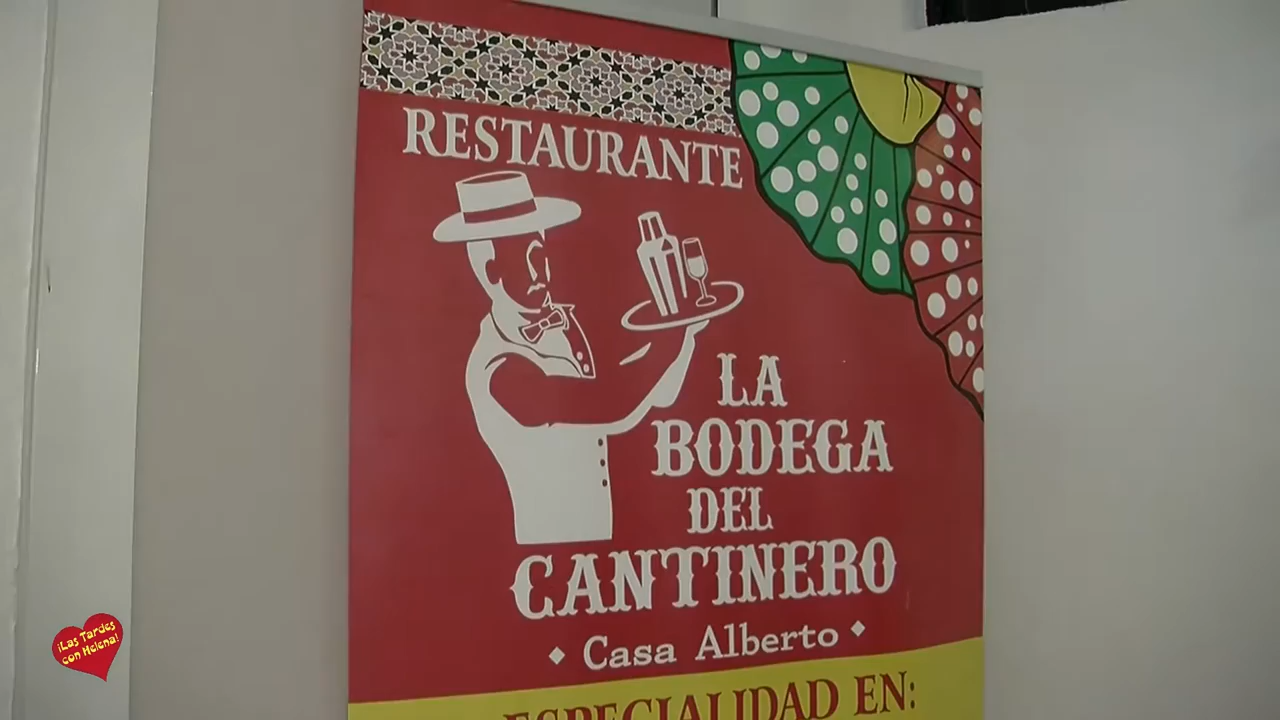 RESTAURANTE
LA
BODEGA
DEL
CANTINERO
Casa Alberto
ESPECIALIDAD EN:
¡Las Tardes
con Helena!